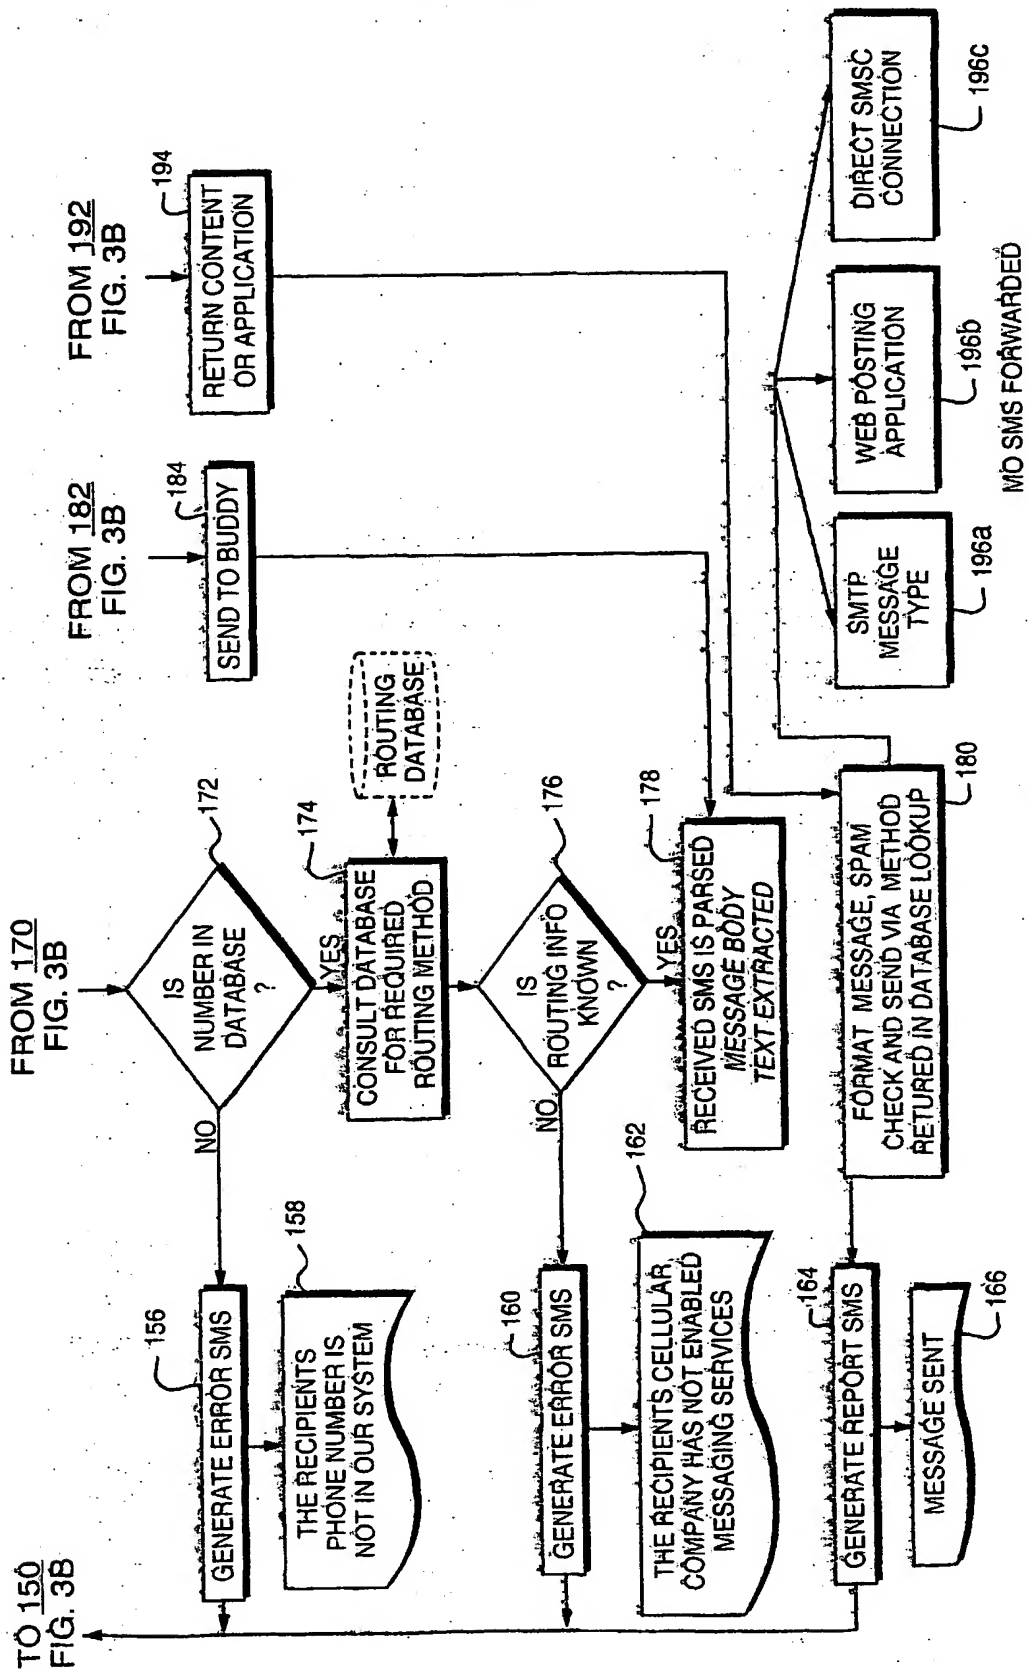 TO 150
FIG. 3B
FROM 170
FIG. 3B
FROM 182
FIG. 3B
FROM 192
FIG. 3B
156
GENERATE ERROR SMS
158
THE RECIPIENTS
PHONE NUMBER IS
NOT IN OUR SYSTEM
NO
172
IS
NUMBER IN
DATABASE
?
YES
184
SEND TO BUDDY
194
RETURN CONTENT
OR APPLICATION
174
CONSULT DATABASE
FOR REQUIRED
ROUTING METHOD
ROUTING
DATABASE
160
GENERATE ERROR SMS
162
THE RECIPIENTS CELLULAR
COMPANY HAS NOT ENABLED
MESSAGING SERVICES
NO
176
IS
ROUTING INFO
KNOWN
?
YES
178
RECEIVED SMS IS PARSED
MESSAGE BODY
TEXT EXTRACTED
164
GENERATE REPORT SMS
166
MESSAGE SENT
FORMAT MESSAGE, SPAM
CHECK AND SEND VIA METHOD
RETURED IN DATABASE LOOKUP
180
SMTP
MESSAGE
TYPE
196a
WEB POSTING
APPLICATION
196b
DIRECT SMSC
CONNECTION
196c
MO SMS FORWARDED